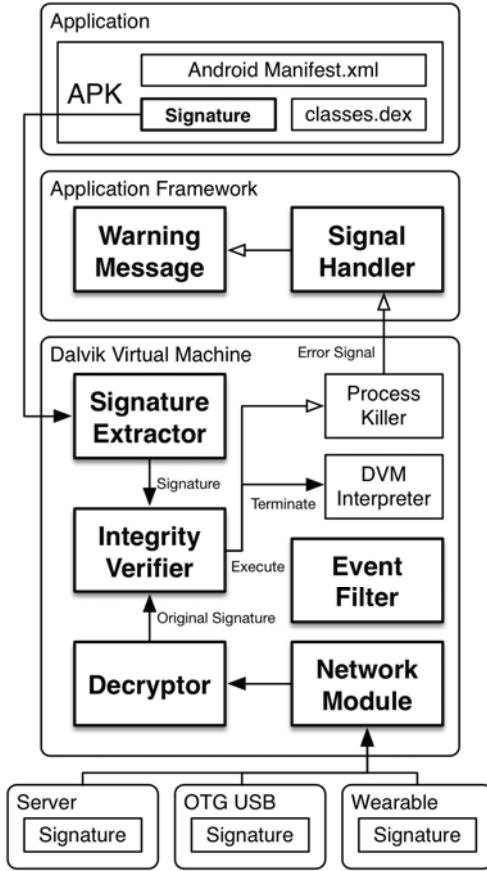 Application
APK
Android Manifest.xml
Signature
classes.dex
Application Framework
Warning
Message
Signal
Handler
Dalvik Virtual Machine
Error Signal
Signature
Extractor
Process
Killer
Signature
DVM
Interpreter
Terminate
Integrity
Verifier
Execute
Event
Filter
Original Signature
Decryptor
Network
Module
Server
Signature
OTG USB
Signature
Wearable
Signature